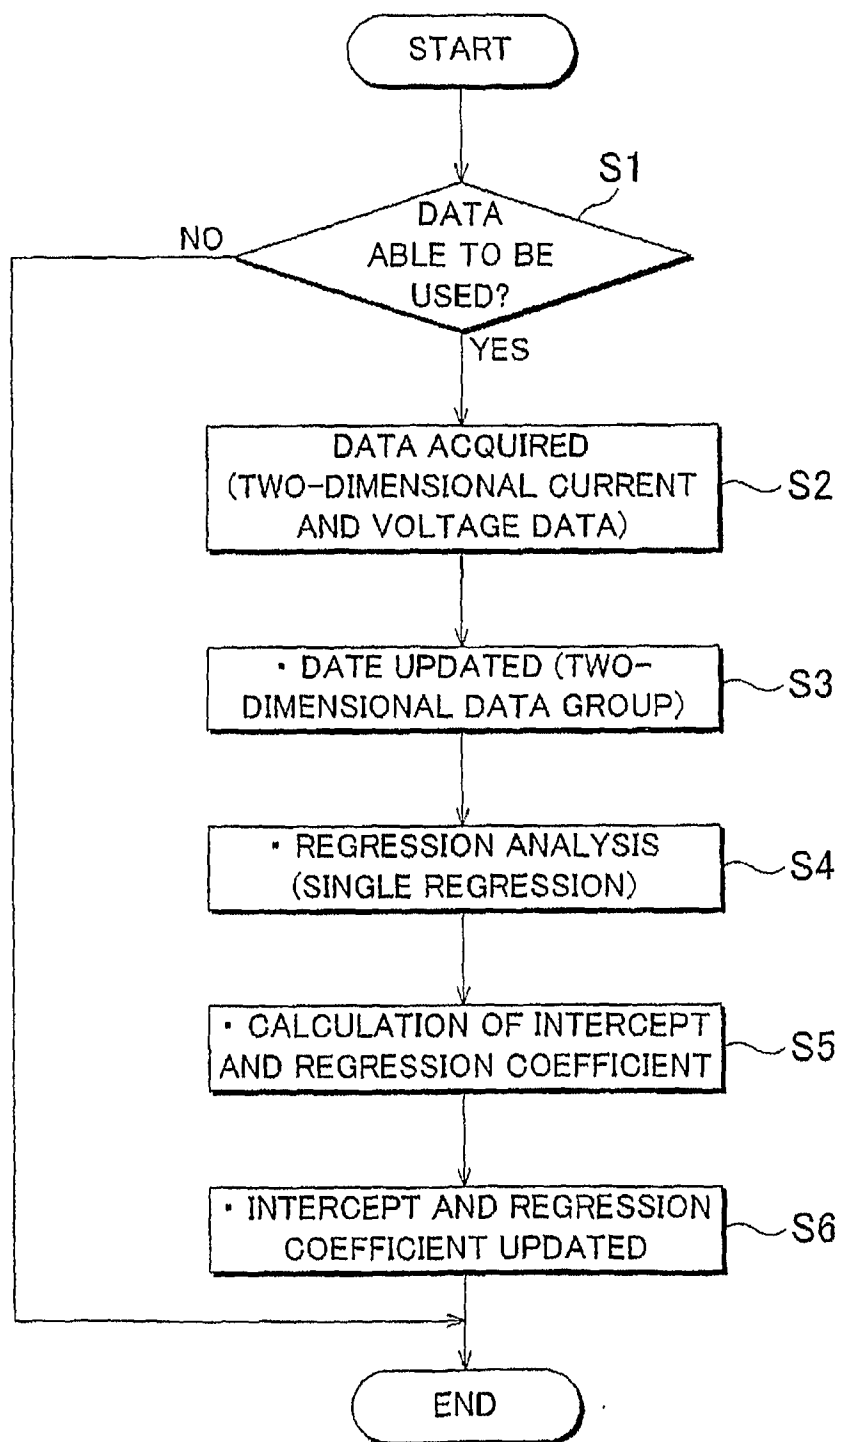 START
S1
DATA
ABLE TO BE
USED?
NO
YES
DATA ACQUIRED
(TWO-DIMENSIONAL CURRENT
AND VOLTAGE DATA)
S2
・DATE UPDATED (TWO-
DIMENSIONAL DATA GROUP)
S3
・REGRESSION ANALYSIS
(SINGLE REGRESSION)
S4
・CALCULATION OF INTERCEPT
AND REGRESSION COEFFICIENT
S5
・INTERCEPT AND REGRESSION
COEFFICIENT UPDATED
S6
END